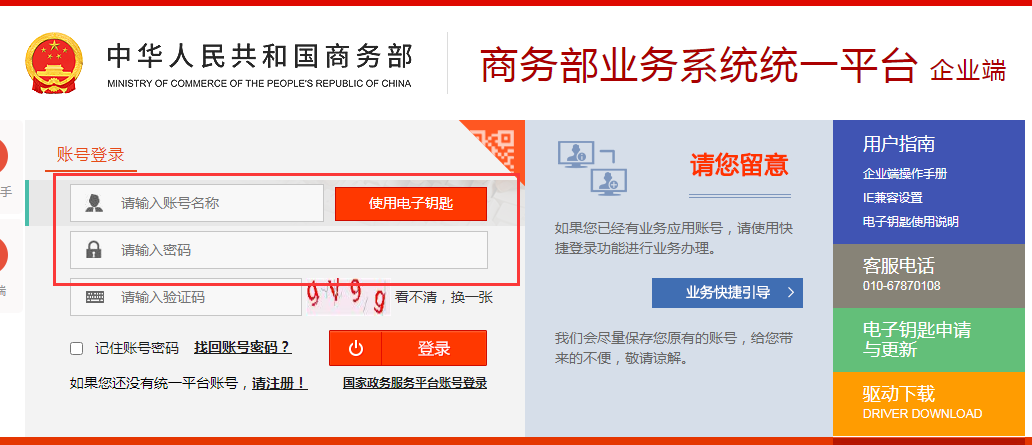 中华人民共和国商务部
MINISTRY OF COMMERCE OF THE PEOPLE'S REPUBLIC OF CHINA
商务部业务系统统一平台 企业端
手
端
账号登录
请输入账号名称
使用电子钥匙
请输入密码
请输入验证码
gv9g
看不清，换一张
记住账号密码
找回账号密码？
登录
如果您还没有统一平台账号，请注册！
国家政务服务平台账号登录
请您留意
如果您已经有业务应用账号，请使用快
捷登录功能进行业务办理。
业务快捷指引
我们会尽量保存您原有的账号，给您带
来的不便，敬请谅解。
用户指南
企业端操作手册
IE兼容设置
电子钥匙使用说明
客服电话
010-67870108
电子钥匙申请
与更新
驱动下载
DRIVER DOWNLOAD